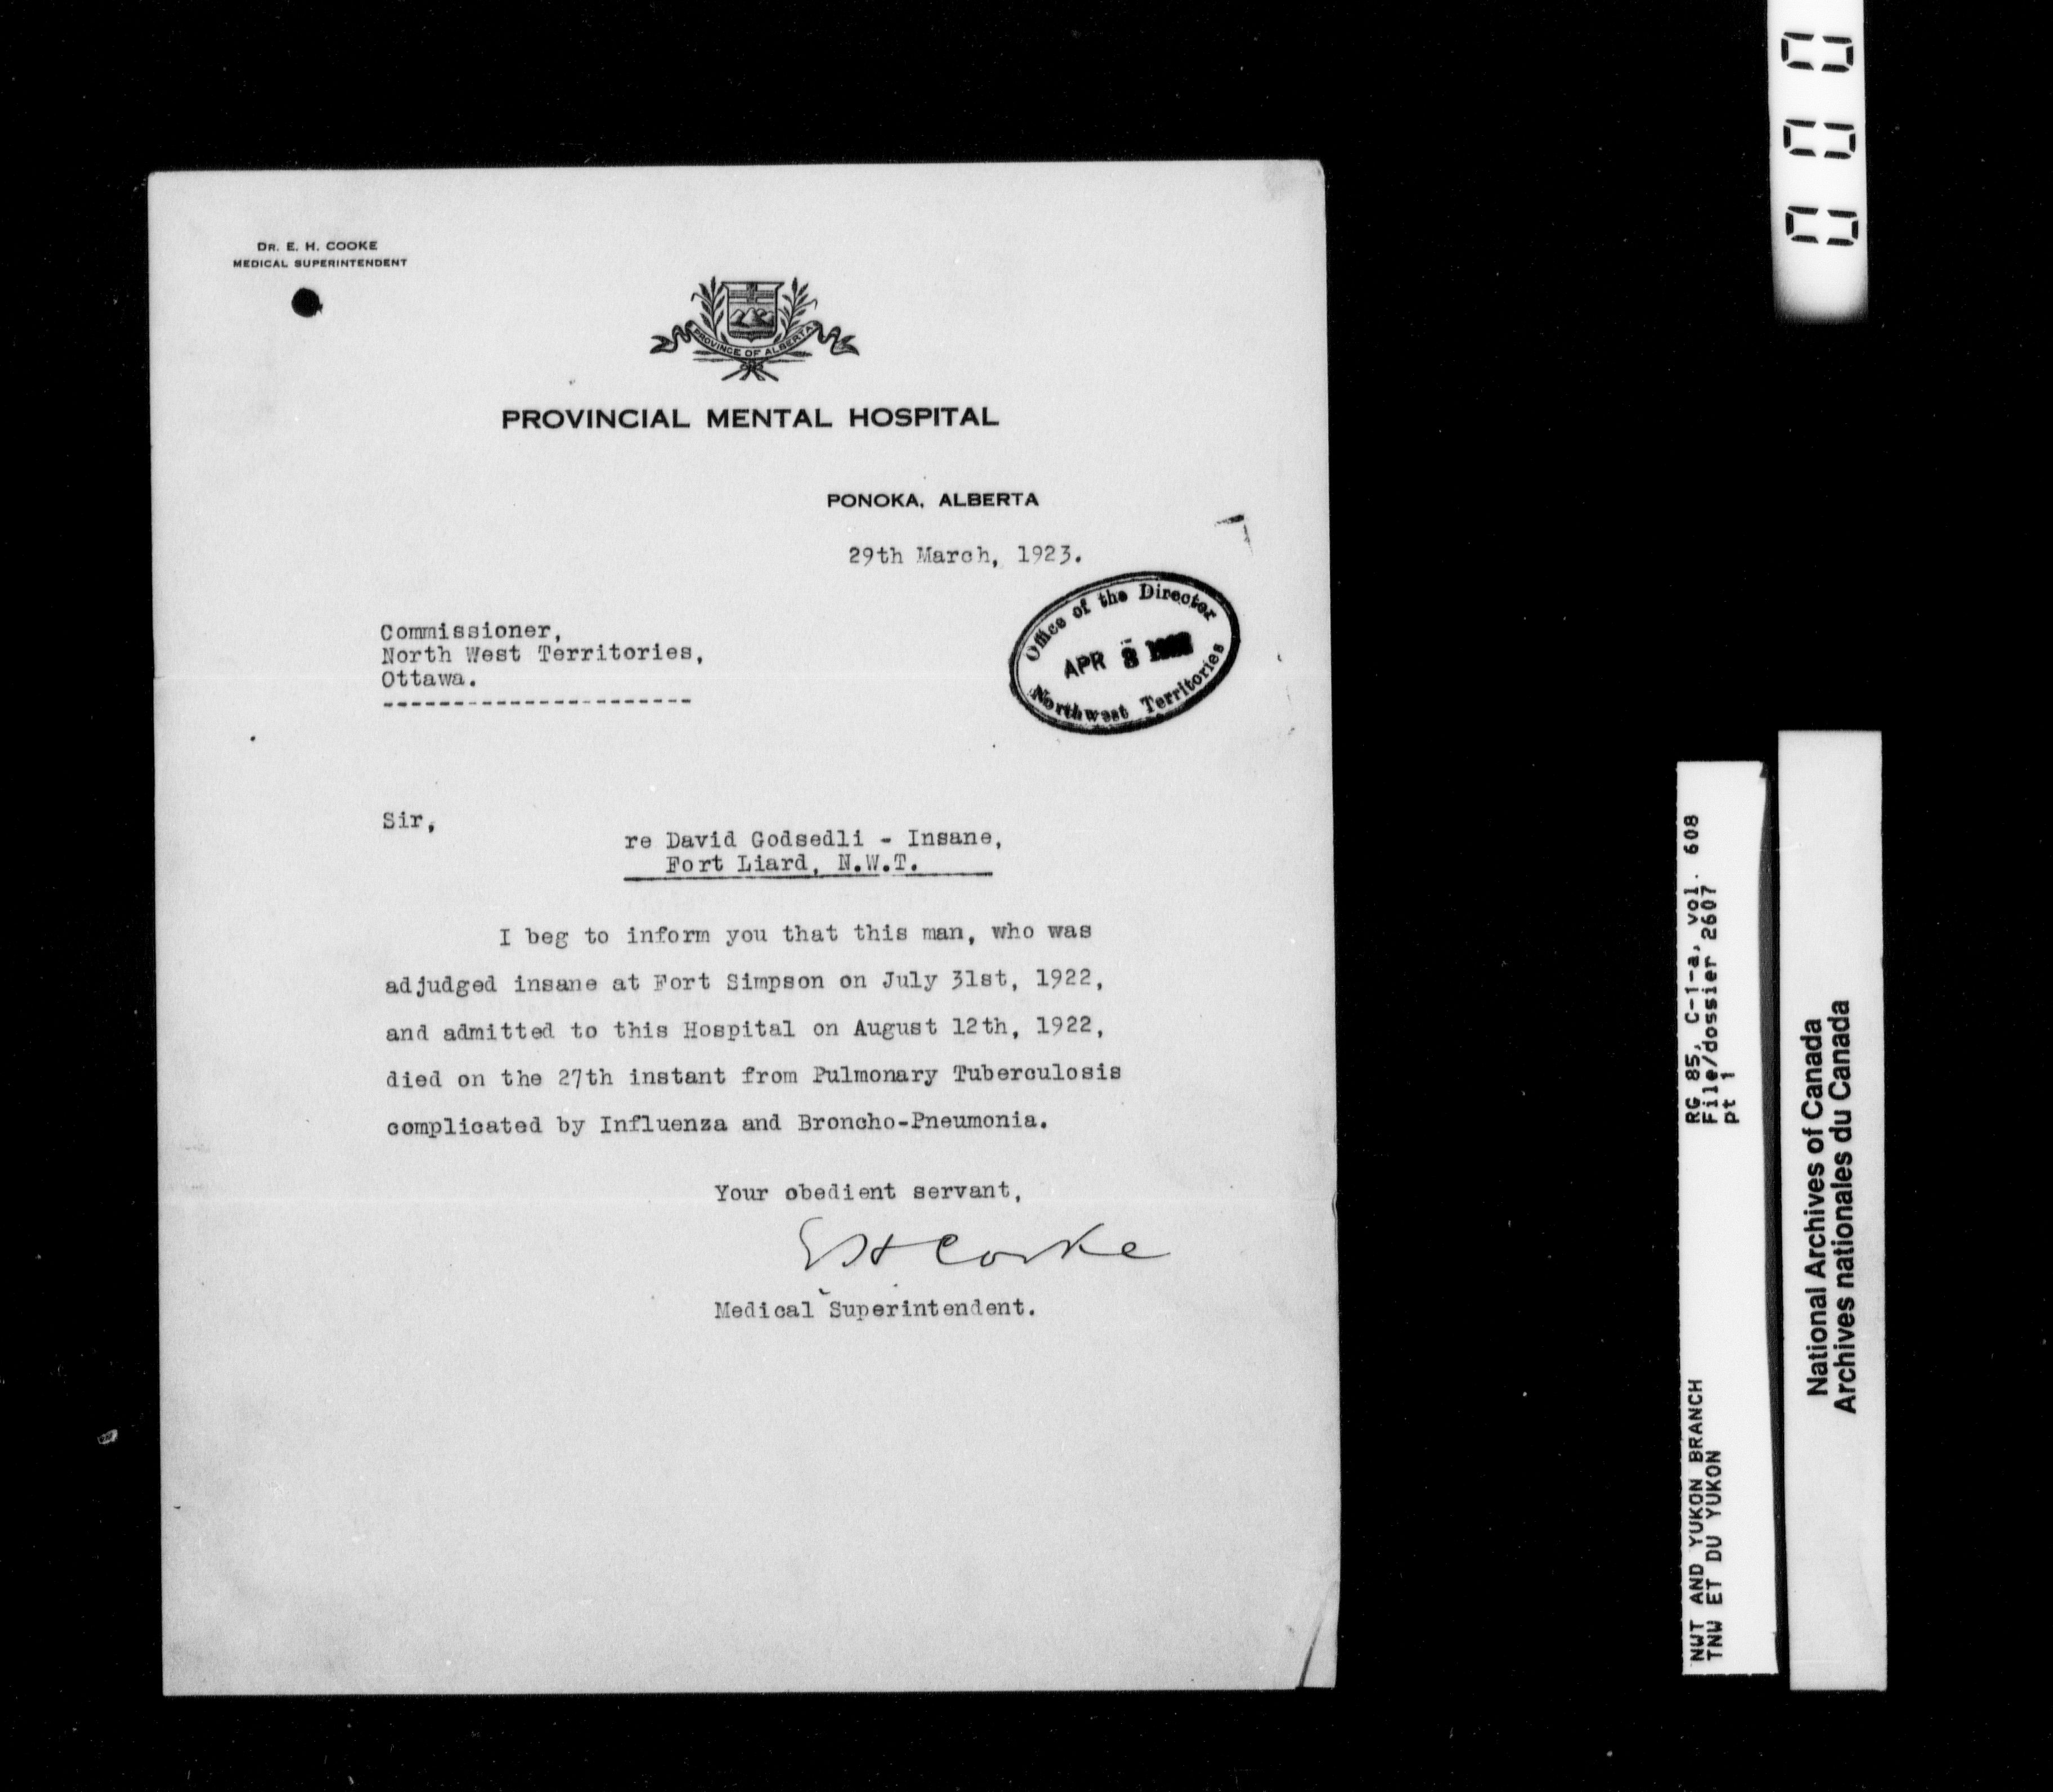 DR. E. H. COOKE
MEDICAL SUPERINTENDENT
PROVINCE OF ALBERTA
PROVINCIAL MENTAL HOSPITAL
PONOKA, ALBERTA
29th March, 1923.
Office of the Director
APR 3
Northwest Territories
Commissioner,
North West Territories,
Ottawa.
----------------------
Sir,
re David Godsedli - Insane,
Fort Liard, N.W.T.
I beg to inform you that this man, who was
adjudged insane at Fort Simpson on July 31st, 1922,
and admitted to this Hospital on August 12th, 1922,
died on the 27th instant from Pulmonary Tuberculosis
complicated by Influenza and Broncho-Pneumonia.
Your obedient servant,
E H Cooke
Medical Superintendent.
RG 85, C-1-a, vol. 608
File/dossier 2607
pt 1
NWT AND YUKON BRANCH
TNW ET DU YUKON
National Archives of Canada
Archives nationales du Canada